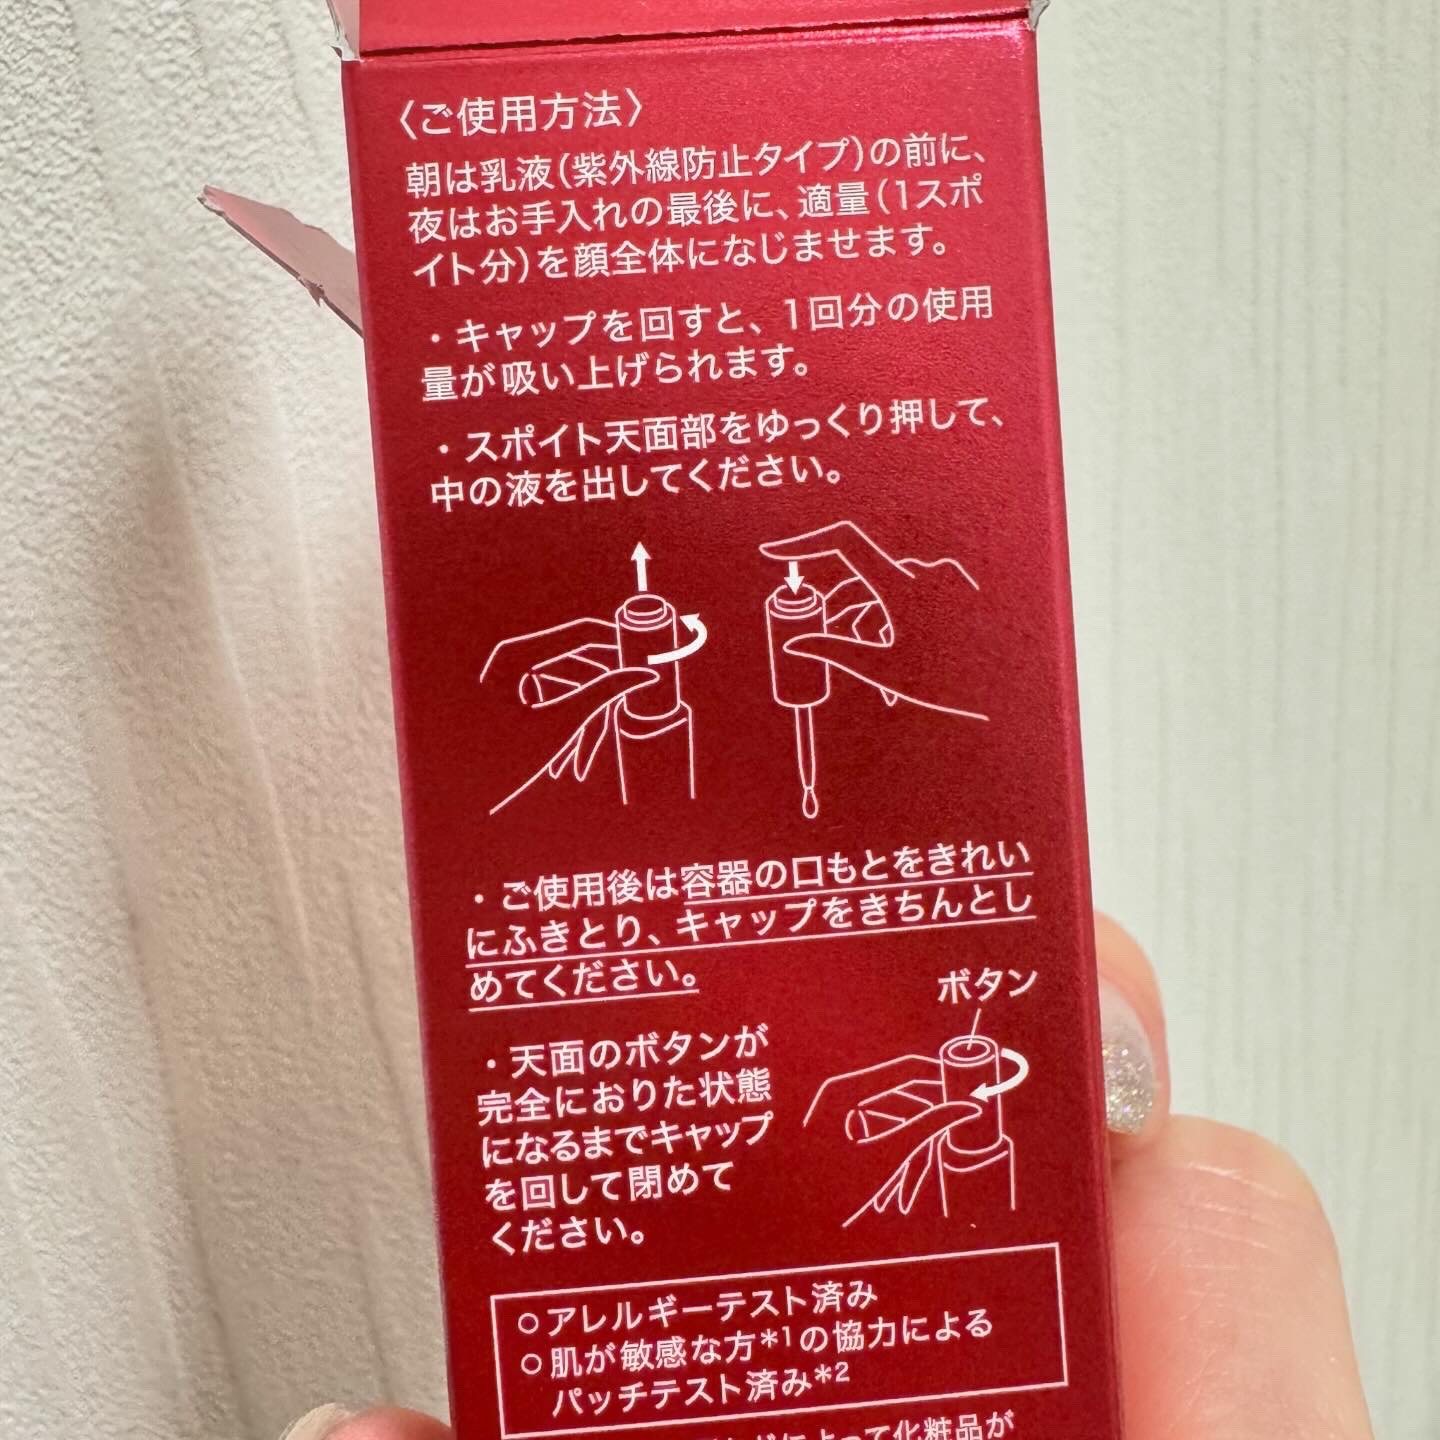 〈ご使用方法〉
朝は乳液(紫外線防止タイプ)の前に、
夜はお手入れの最後に、適量(1スポ
イト分)を顔全体になじませます。
・キャップを回すと、1回分の使用
量が吸い上げられます。
・スポイト天面部をゆっくり押して、
中の液を出してください。
・ご使用後は容器の口もとをきれい
にふきとり、キャップをきちんとし
めてください。
ボタン
・天面のボタンが
完全におりた状態
になるまでキャップ
を回して閉めて
ください。
○アレルギーテスト済み
○肌が敏感な方*1の協力による
パッチテスト済み*2
によって化粧品が